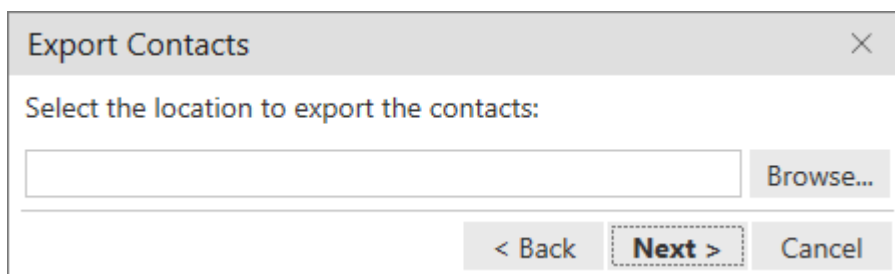 Export Contacts
Select the location to export the contacts:
Browse...
< Back Next > Cancel